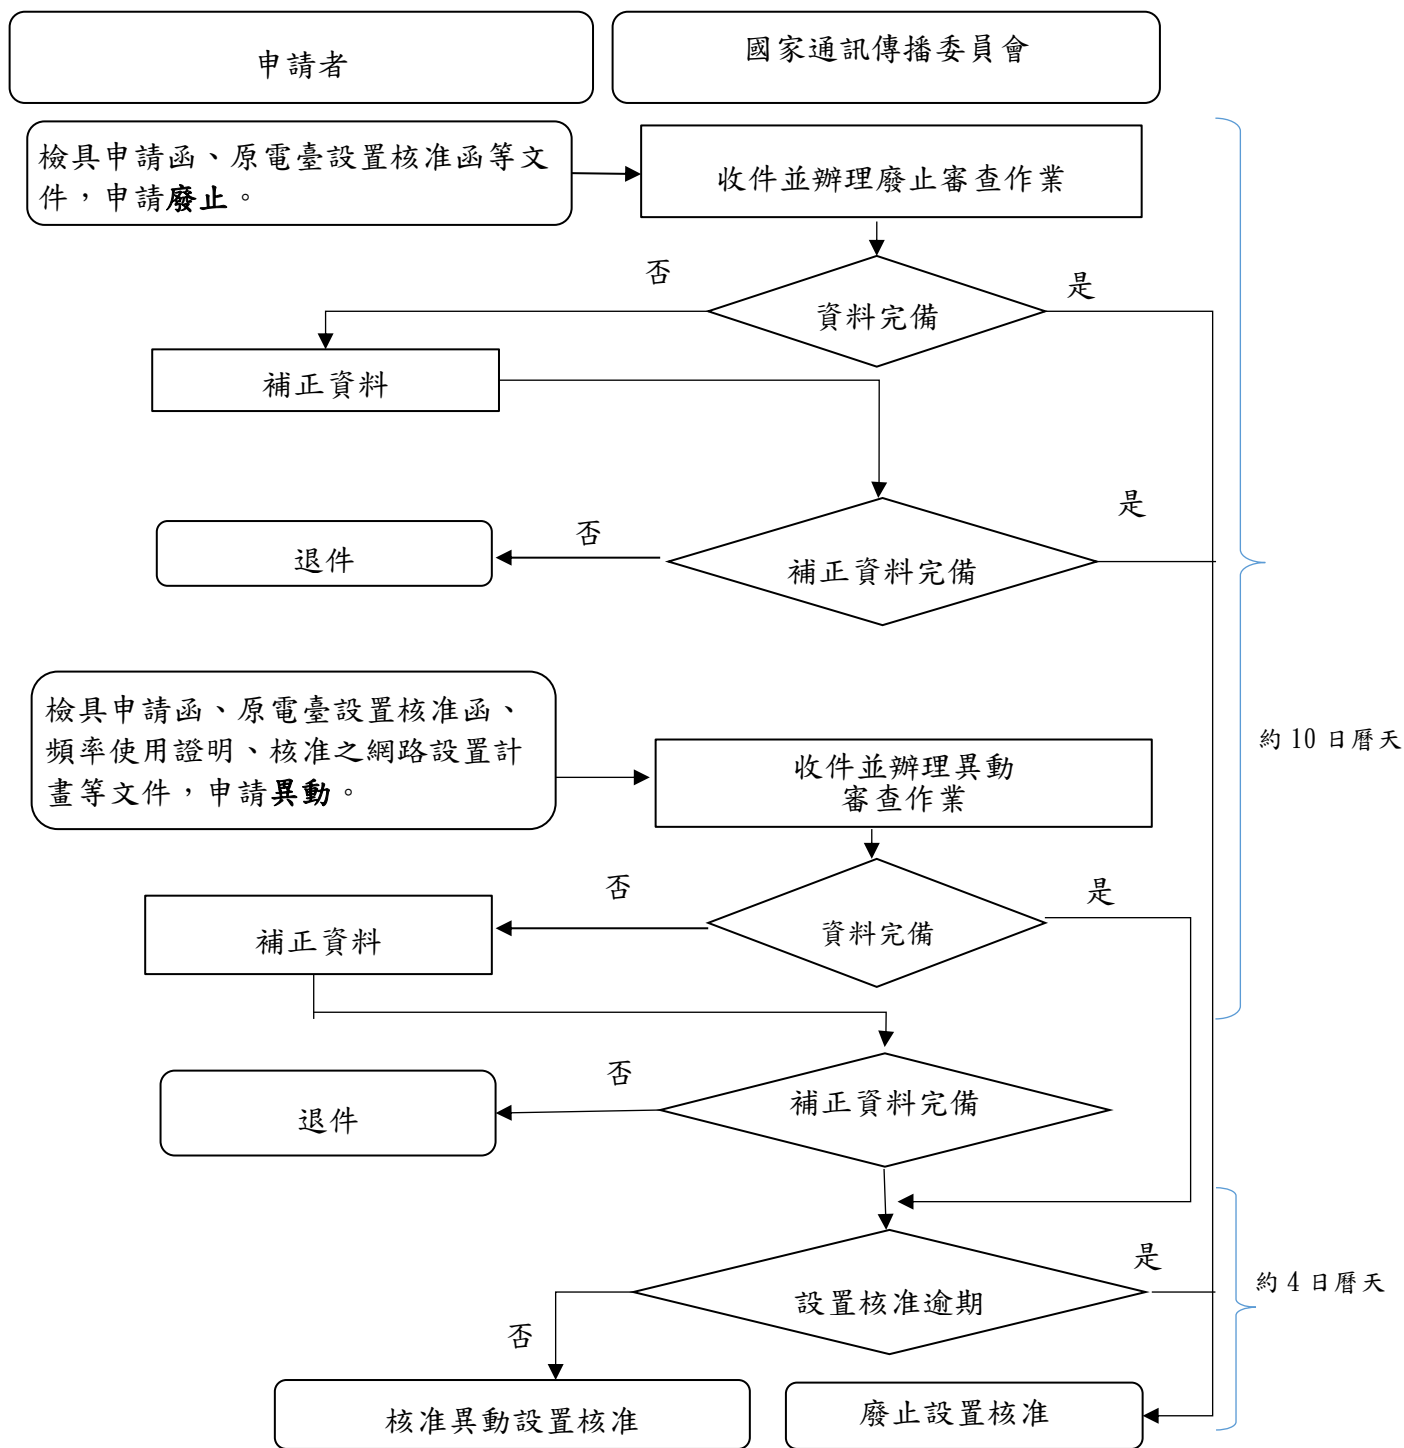 申請者
國家通訊傳播委員會
檢具申請函、原電臺設置核准函等文
件，申請廢止。
收件並辦理廢止審查作業
否
是
資料完備
補正資料
是
否
退件
補正資料完備
檢具申請函、原電臺設置核准函、
頻率使用證明、核准之網路設置計
畫等文件，申請異動。
收件並辦理異動
審查作業
約 10 日曆天
否
是
資料完備
補正資料
否
補正資料完備
退件
是
約 4 日曆天
設置核准逾期
否
核准異動設置核准
廢止設置核准